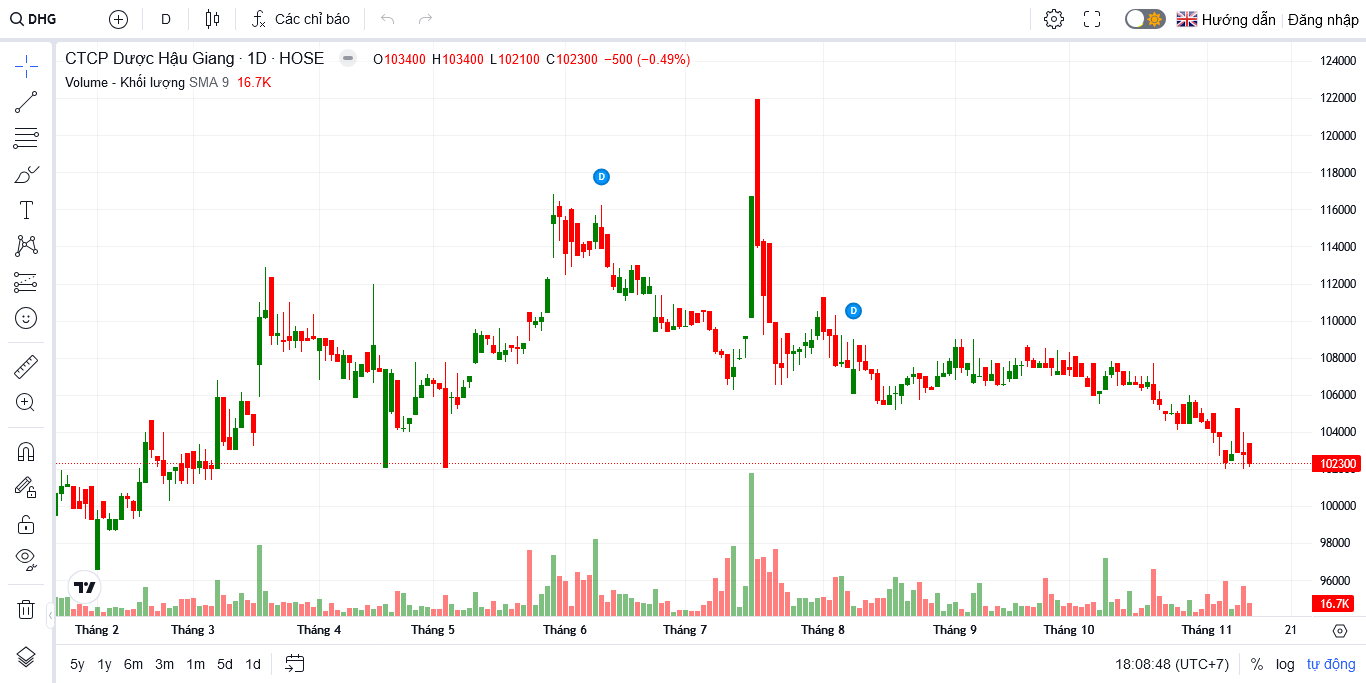 DHG D Các chỉ báo Hướng dẫn Đăng nhập
CTCP Dược Hậu Giang · 1D · HOSE O103400 H103400 L102100 C102300 −500 (−0.49%)
Volume - Khối lượng SMA 9 16.7K
D
D
124000
122000
120000
118000
116000
114000
112000
110000
108000
106000
104000
102300
100000
98000
96000
16.7K
Tháng 2 Tháng 3 Tháng 4 Tháng 5 Tháng 6 Tháng 7 Tháng 8 Tháng 9 Tháng 10 Tháng 11 21
5y 1y 6m 3m 1m 5d 1d 18:08:48 (UTC+7) % log tự động